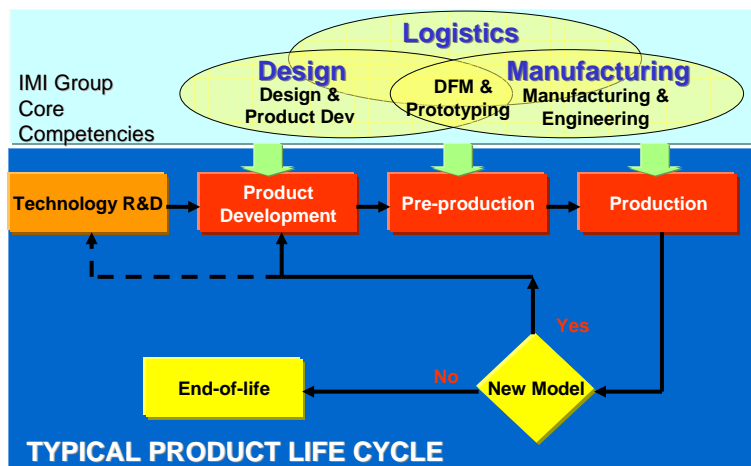 Logistics
Design
Manufacturing
IMI Group
Core
Competencies
Design &
Product Dev
DFM &
Prototyping
Manufacturing &
Engineering
Technology R&D
Product
Development
Pre-production
Production
Yes
No
End-of-life
New Model
TYPICAL PRODUCT LIFE CYCLE